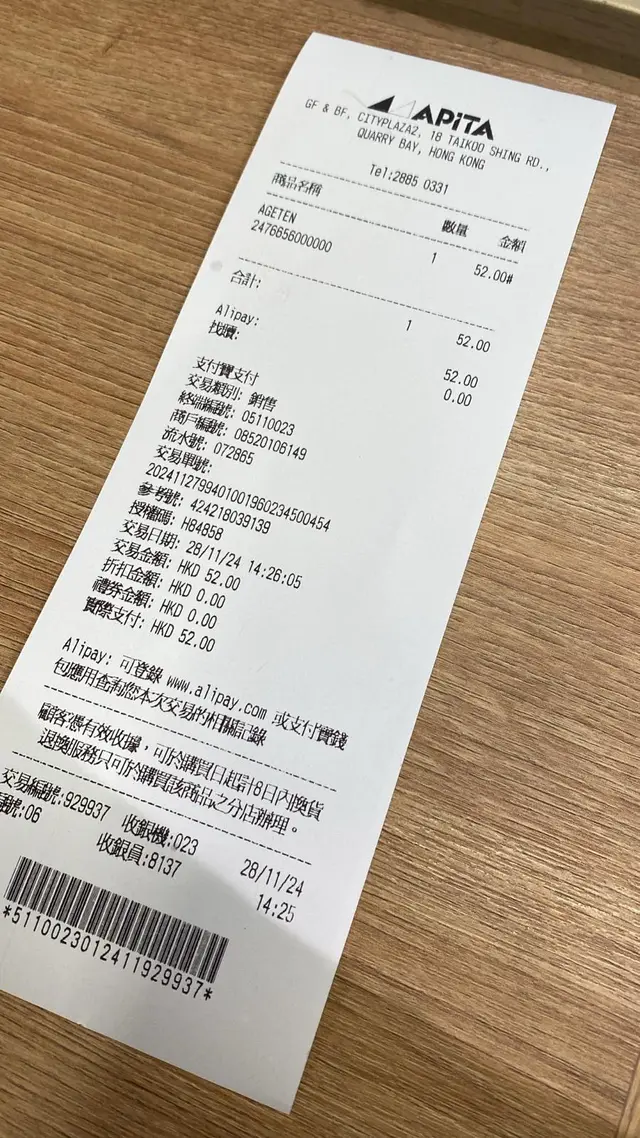 APiTA
GF & BF, CITYPLAZA2, 18 TAIKOO SHING RD.,
QUARRY BAY, HONG KONG
Tel:2885 0331
商品名稱 數量 金額
AGETEN
2476656000000 1 52.00#
合計: 1 52.00
Alipay: 52.00
找贖: 0.00
支付寶支付
交易類別: 銷售
終端編號: 05110023
商戶編號: 08520106149
流水號: 072865
交易單號:
2024112799401001960234500454
參考號: 424218039139
授權碼: H84858
交易日期: 28/11/24 14:26:05
交易金額: HKD 52.00
折扣金額: HKD 0.00
禮券金額: HKD 0.00
實際支付: HKD 52.00
Alipay: 可登錄 www.alipay.com 或支付寶錢
包應用查詢您本次交易的相關記錄
顧客憑有效收據，可於購買日起計8日內換貨
退換服務只可於購買該商品之分店辦理。
交易編號:929937 收銀機:023 28/11/24
號:06 收銀員:8137 14:25
*5110023012411929937*